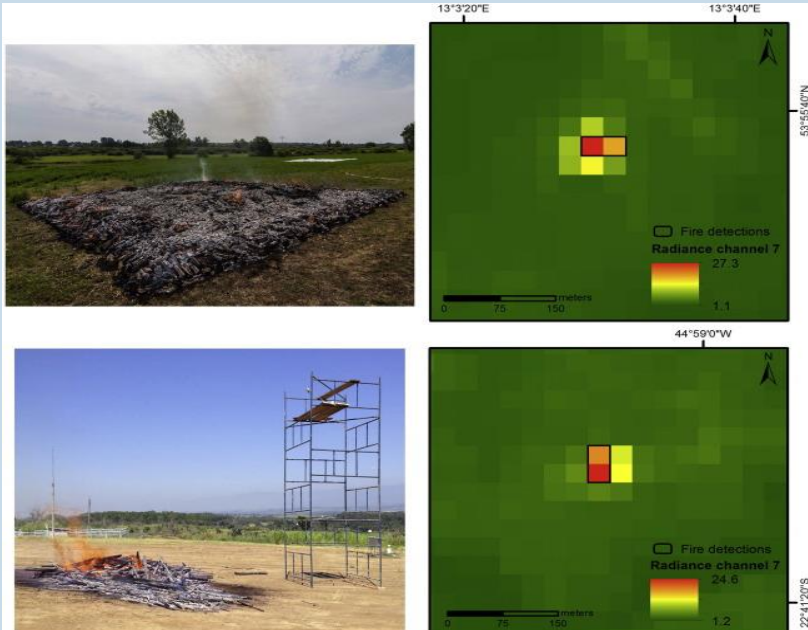 13°3'20"E
13°3'40"E
N
53°55'40"N
Fire detections
Radiance channel 7
27.3
1.1
meters
0 75 150
44°59'0"W
N
Fire detections
Radiance channel 7
24.6
1.2
meters
0 75 150
22°41'20"S